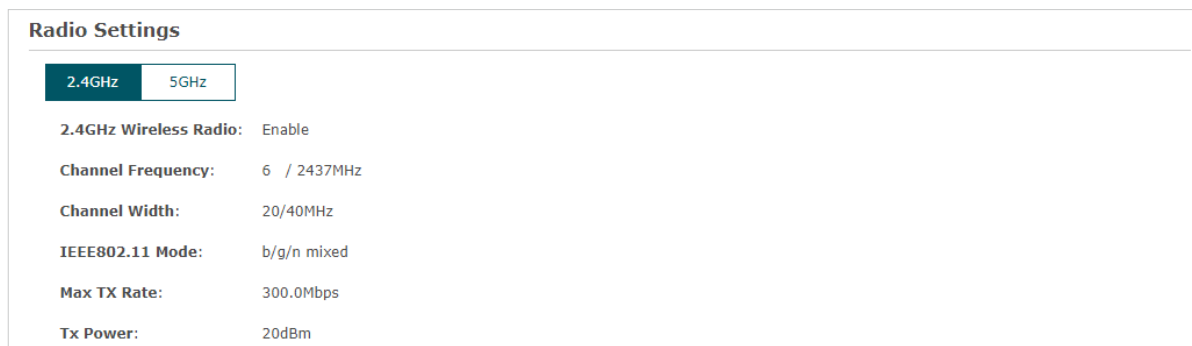 Radio Settings
2.4GHz 5GHz
2.4GHz Wireless Radio: Enable
Channel Frequency: 6 / 2437MHz
Channel Width: 20/40MHz
IEEE802.11 Mode: b/g/n mixed
Max TX Rate: 300.0Mbps
Tx Power: 20dBm